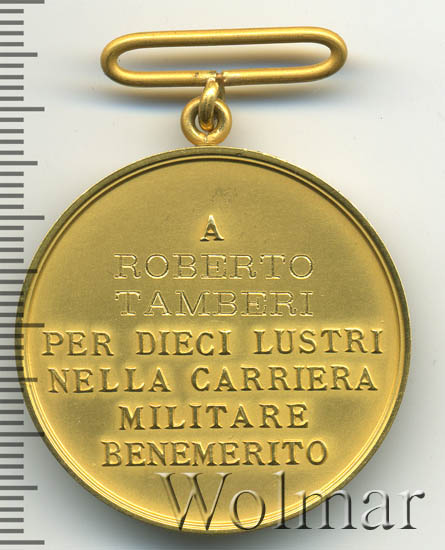 A
ROBERTO
TAMBERI
PER DIECI LUSTRI
NELLA CARRIERA
MILITARE
BENEMERITO
Wolmar